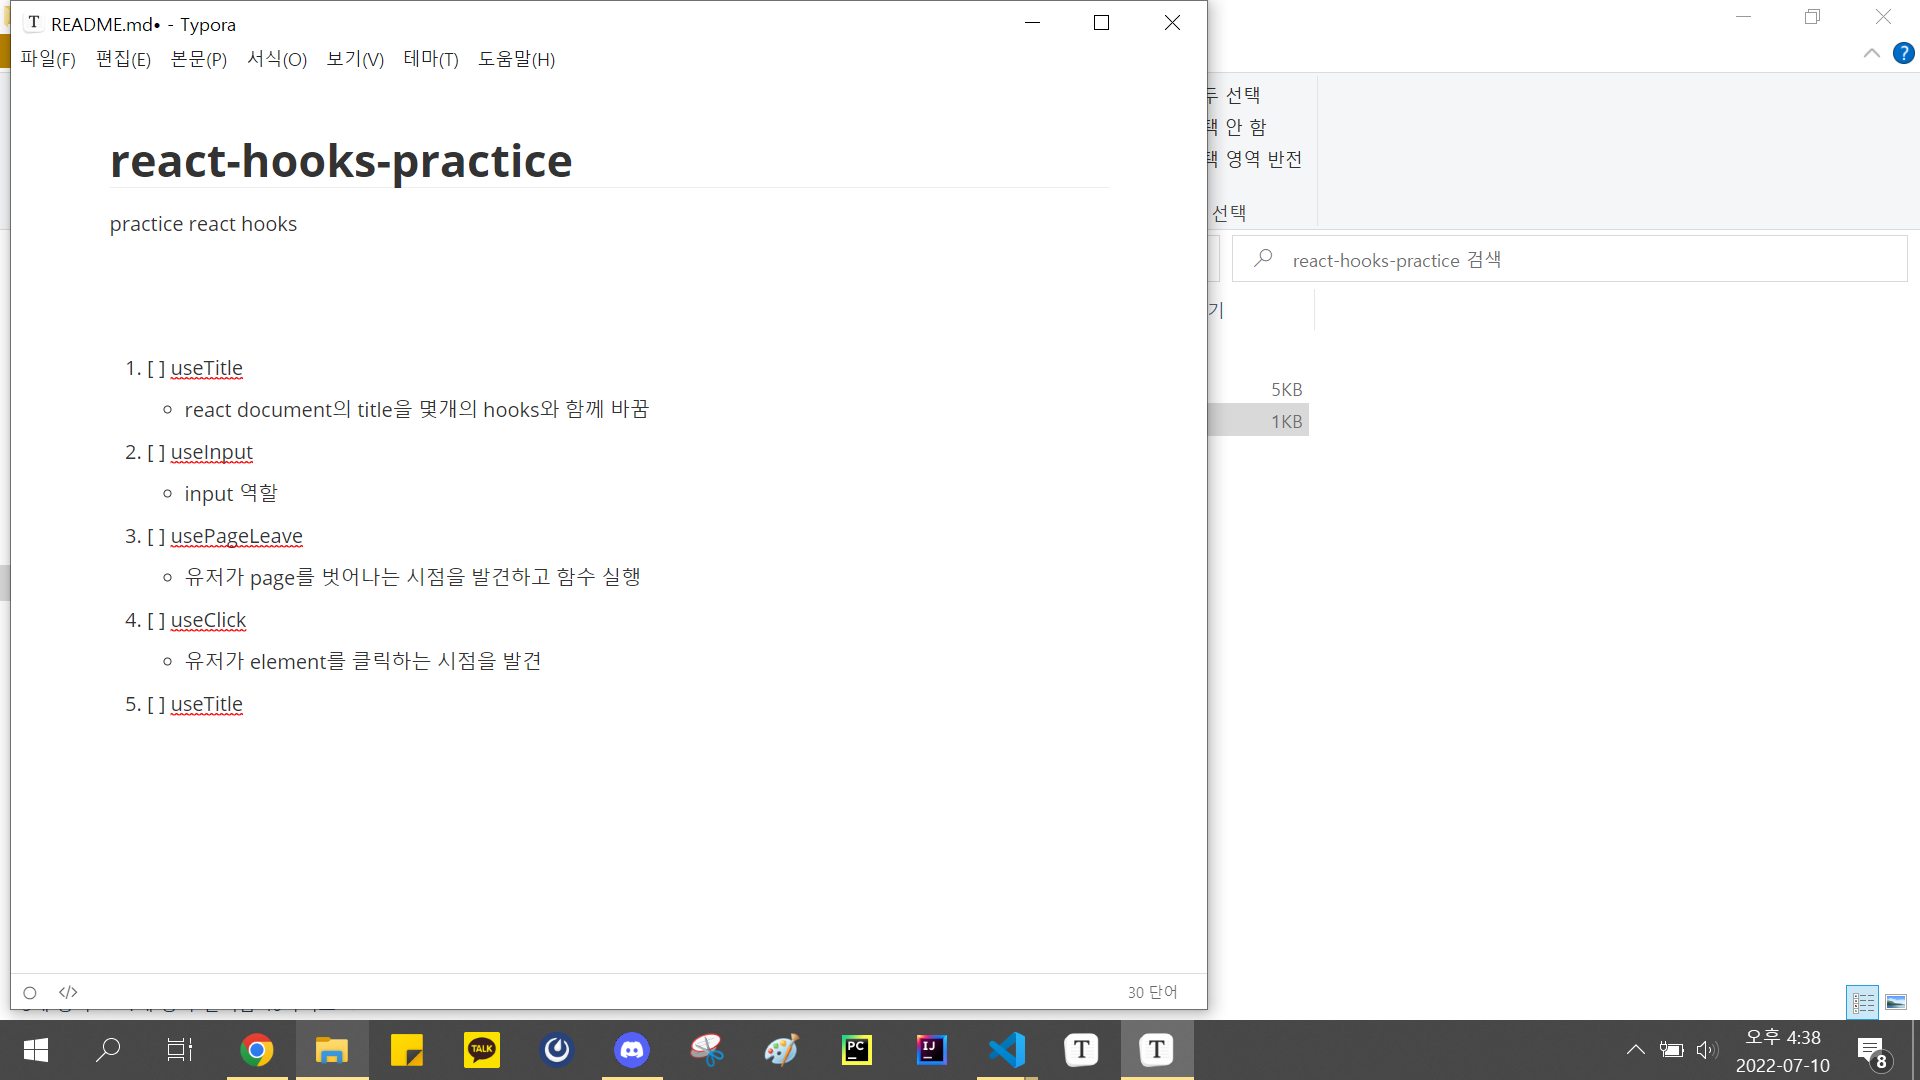 README.md• - Typora
파일(F) 편집(E) 본문(P) 서식(O) 보기(V) 테마(T) 도움말(H)
react-hooks-practice
practice react hooks
1. [ ] useTitle
react document의 title을 몇개의 hooks와 함께 바꿈
2. [ ] useInput
input 역할
3. [ ] usePageLeave
유저가 page를 벗어나는 시점을 발견하고 함수 실행
4. [ ] useClick
유저가 element를 클릭하는 시점을 발견
5. [ ] useTitle
30 단어
선택
안 함
영역 반전
선택
react-hooks-practice 검색
기
5KB
1KB
TALK
PC
IJ
오후 4:38
2022-07-10
8